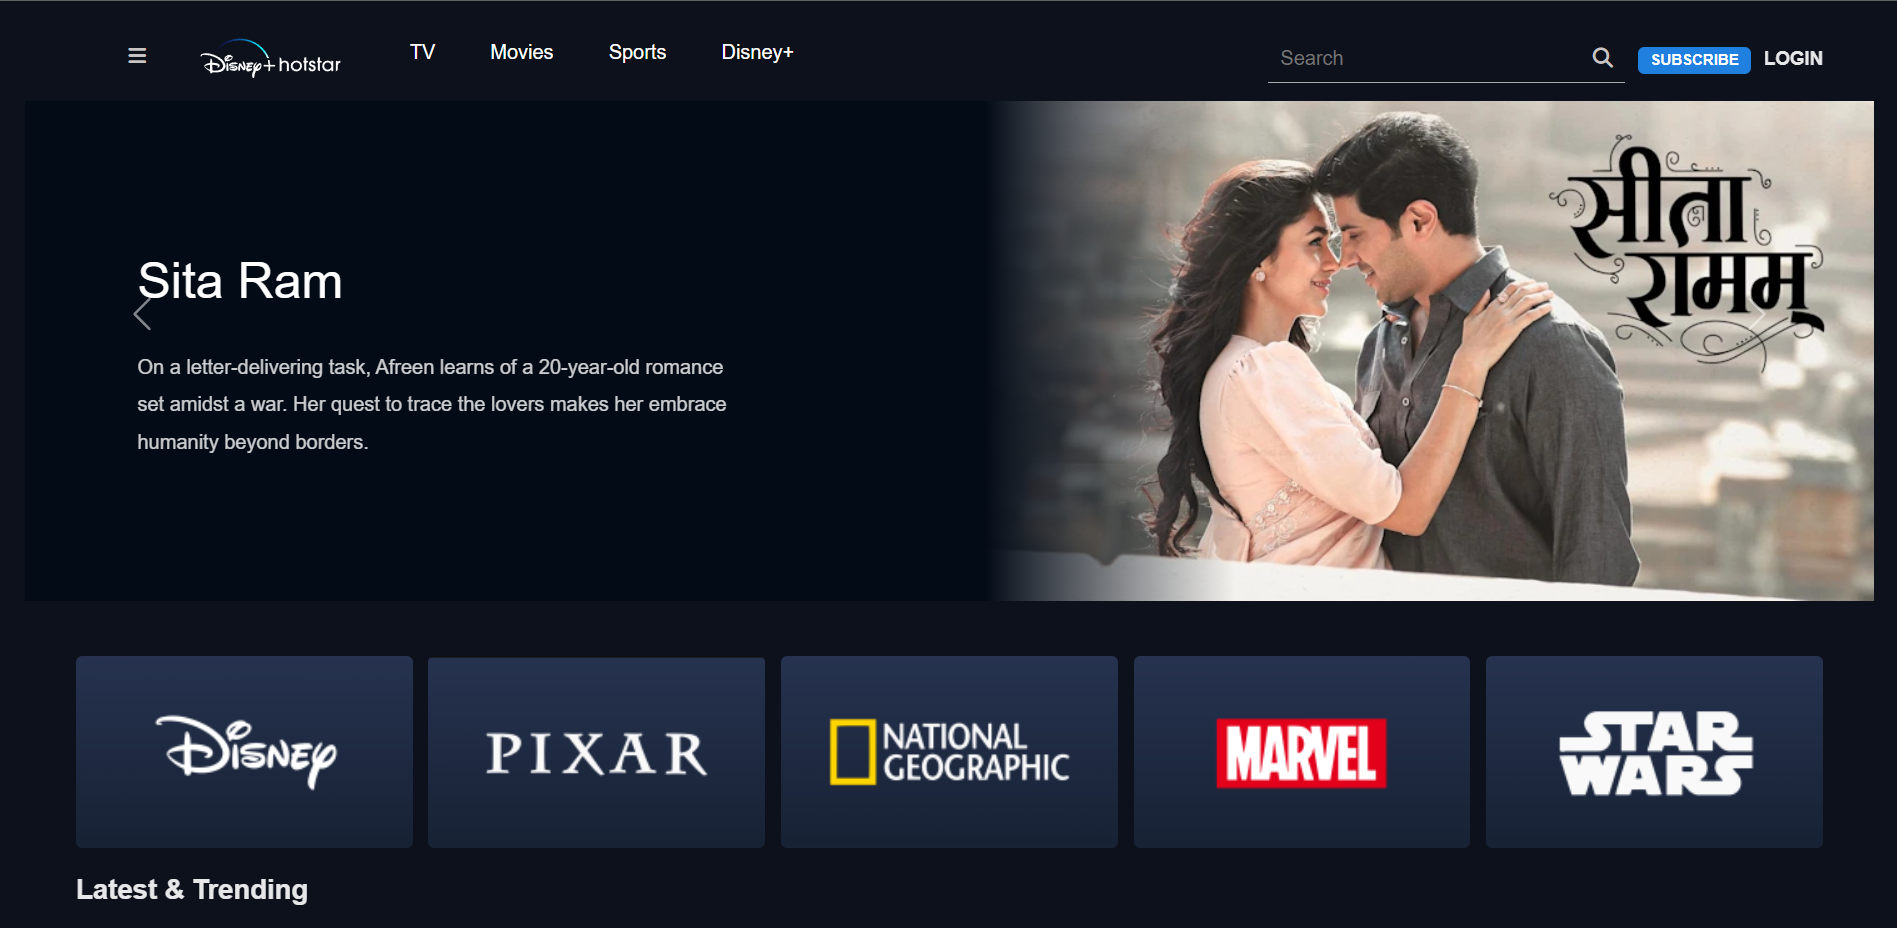 Disney+ hotstar
TV
Movies
Sports
Disney+
Search
SUBSCRIBE
LOGIN
Sita Ram
On a letter-delivering task, Afreen learns of a 20-year-old romance
set amidst a war. Her quest to trace the lovers makes her embrace
humanity beyond borders.
सीता
रामम्
Disney
PIXAR
NATIONAL
GEOGRAPHIC
MARVEL
STAR
WARS
Latest & Trending